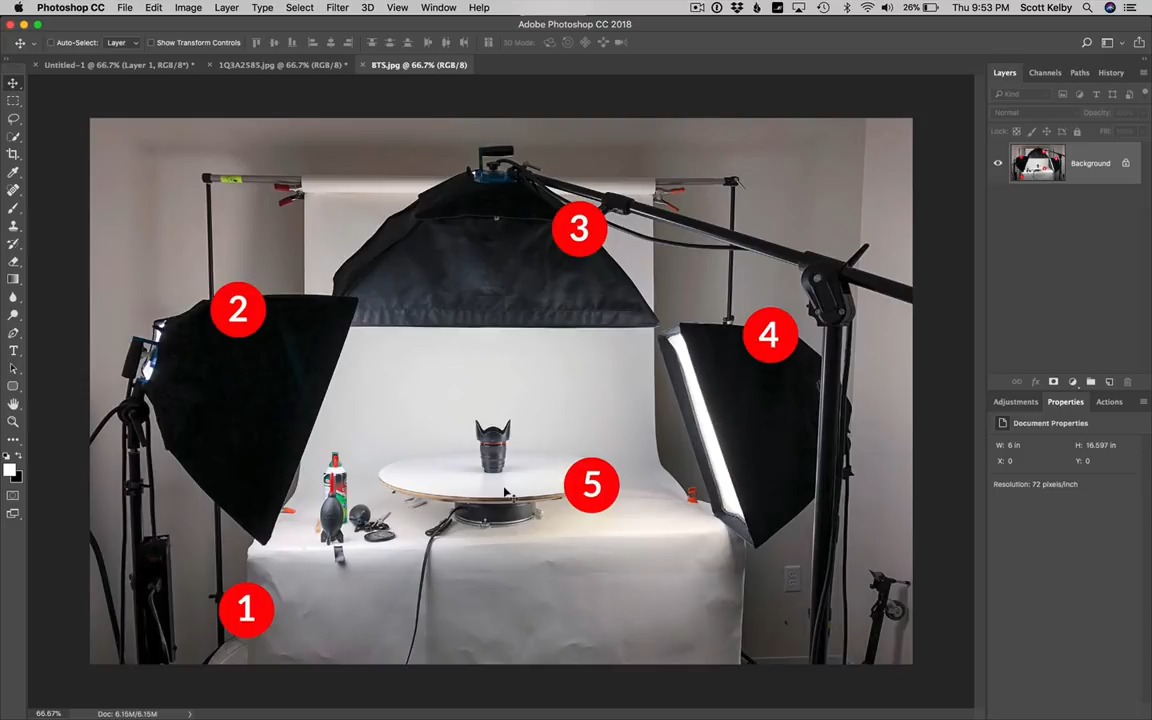 Photoshop CC File Edit Image Layer Type Select Filter 3D View Window Help 26% Thu 9:53 PM Scott Kelby
Adobe Photoshop CC 2018
Auto-Select: Layer Show Transform Controls 3D Mode:
Untitled-1 @ 66.7% (Layer 1, RGB/8*) * 1Q3A2585.jpg @ 66.7% (RGB/8) * BTS.jpg @ 66.7% (RGB/8)
Layers Channels Paths History
Kind
Normal Opacity:
Lock: Fill:
Background
3
2
4
5
1
Adjustments Properties Actions
Document Properties
W: 6 in H: 16.597 in
X: 0 Y: 0
Resolution: 72 pixels/inch
66.67% Doc: 6.15M/6.15M